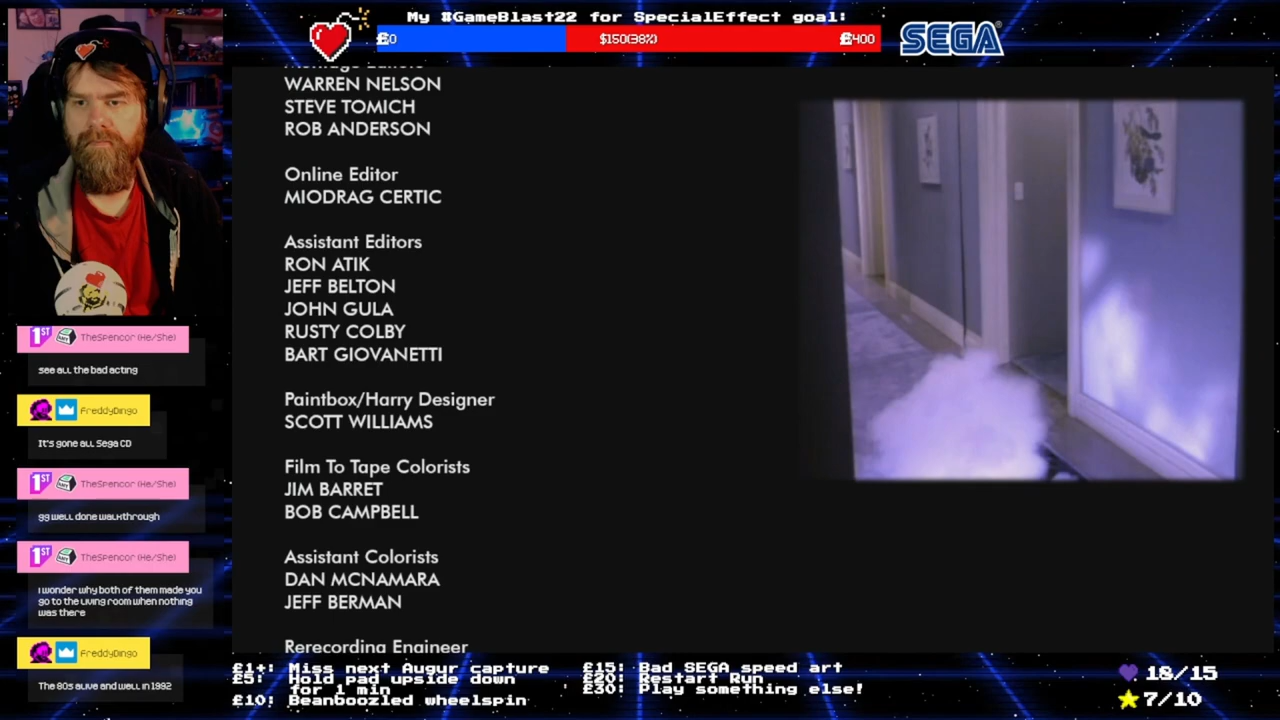 My #GameBlast22 for SpecialEffect goal:
£0
$150(38%)
£400
SEGA
WARREN NELSON
STEVE TOMICH
ROB ANDERSON
Online Editor
MIODRAG CERTIC
Assistant Editors
RON ATIK
JEFF BELTON
JOHN GULA
RUSTY COLBY
BART GIOVANETTI
Paintbox/Harry Designer
SCOTT WILLIAMS
Film To Tape Colorists
JIM BARRET
BOB CAMPBELL
Assistant Colorists
DAN MCNAMARA
JEFF BERMAN
Rerecording Engineer
1ST TheSpencor (He/She)
see all the bad acting
FreddyDingo
It's gone all Sega CD
1ST TheSpencor (He/She)
gg well done walkthrough
1ST TheSpencor (He/She)
I wonder why both of them made you
go to the living room when nothing
was there
FreddyDingo
The 80s alive and well in 1992
£1+: Miss next Augur capture
£5: Hold pad upside down
for 1 min
£10: Beanboozled wheelspin
£15: Bad SEGA speed art
£20: Restart Run
£30: Play something else!
18/15
7/10